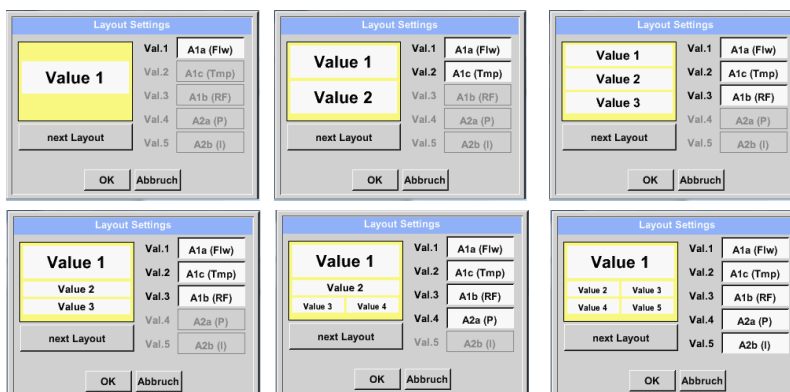 Layout Settings
Value 1
next Layout
Val.1 A1a (Flw)
Val.2 A1c (Tmp)
Val.3 A1b (RF)
Val.4 A2a (P)
Val.5 A2b (I)
OK Abbruch
Layout Settings
Value 1
Value 2
next Layout
Val.1 A1a (Flw)
Val.2 A1c (Tmp)
Val.3 A1b (RF)
Val.4 A2a (P)
Val.5 A2b (I)
OK Abbruch
Layout Settings
Value 1
Value 2
Value 3
next Layout
Val.1 A1a (Flw)
Val.2 A1c (Tmp)
Val.3 A1b (RF)
Val.4 A2a (P)
Val.5 A2b (I)
OK Abbruch
Layout Settings
Value 1
Value 2
Value 3
next Layout
Val.1 A1a (Flw)
Val.2 A1c (Tmp)
Val.3 A1b (RF)
Val.4 A2a (P)
Val.5 A2b (I)
OK Abbruch
Layout Settings
Value 1
Value 2
Value 3 Value 4
next Layout
Val.1 A1a (Flw)
Val.2 A1c (Tmp)
Val.3 A1b (RF)
Val.4 A2a (P)
Val.5 A2b (I)
OK Abbruch
Layout Settings
Value 1
Value 2 Value 3
Value 4 Value 5
next Layout
Val.1 A1a (Flw)
Val.2 A1c (Tmp)
Val.3 A1b (RF)
Val.4 A2a (P)
Val.5 A2b (I)
OK Abbruch